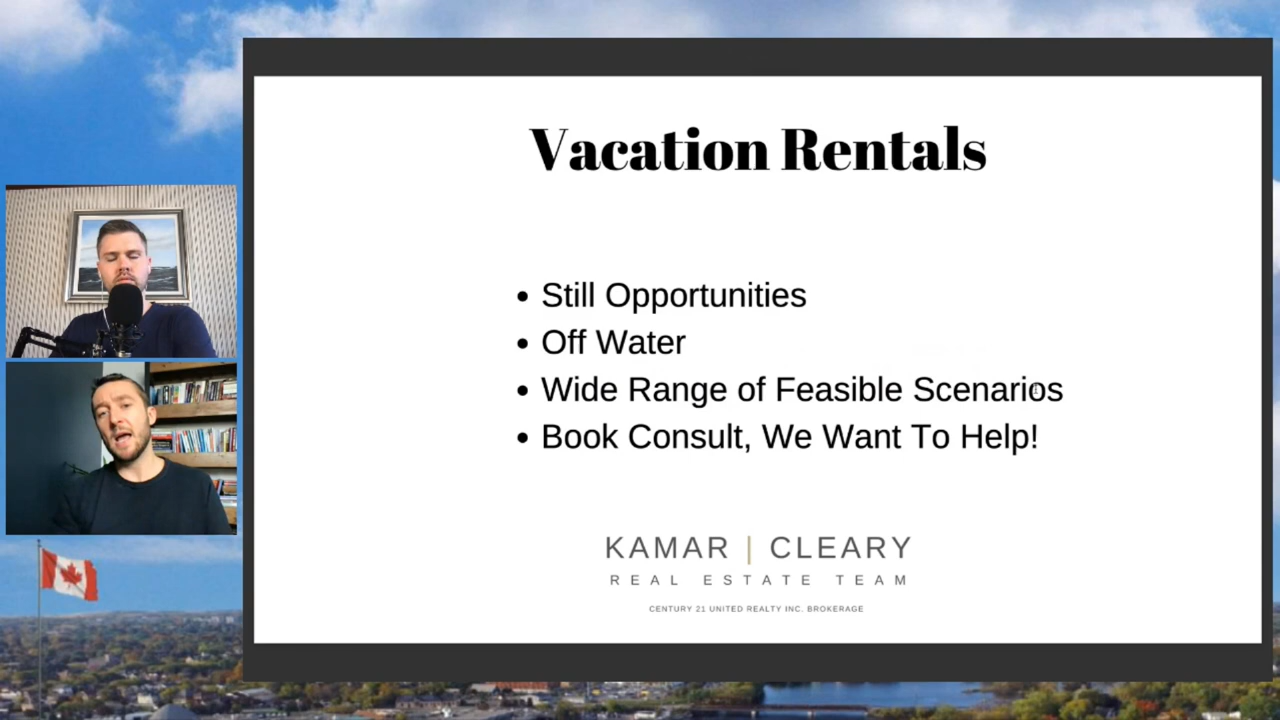 Vacation Rentals
Still Opportunities
Off Water
Wide Range of Feasible Scenarios
Book Consult, We Want To Help!
KAMAR | CLEARY
REAL ESTATE TEAM
CENTURY 21 UNITED REALTY INC. BROKERAGE